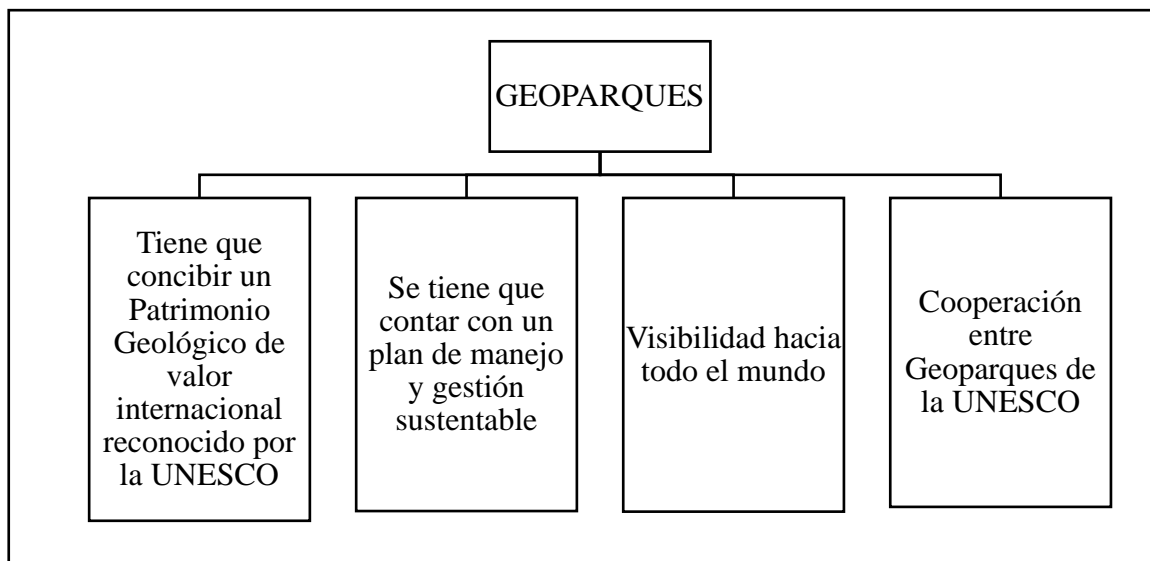 GEOPARQUES
Tiene que
concibir un
Patrimonio
Geológico de
valor
internacional
reconocido por
la UNESCO
Se tiene que
contar con un
plan de manejo
y gestión
sustentable
Visibilidad hacia
todo el mundo
Cooperación
entre
Geoparques de
la UNESCO